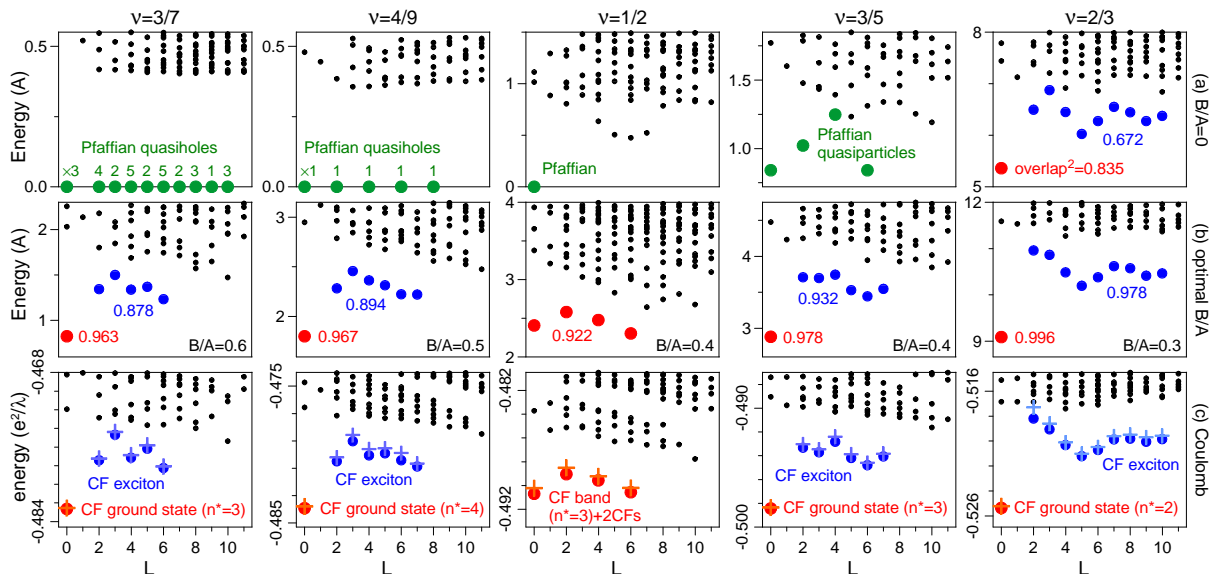 ν=3/7 ν=4/9 ν=1/2 ν=3/5 ν=2/3
Energy (A)
0.5
0.0
Pfaffian quasiholes
×3 4 2 5 2 5 2 3 1 3
0.5
0.0
Pfaffian quasiholes
×1 1 1 1 1
1
0
Pfaffian
1.5
1.0
Pfaffian
quasiparticles
8
5
0.672
overlap²=0.835
(a) B/A=0
Energy (A)
2
1
0.878
0.963
B/A=0.6
3
2
0.894
0.967
B/A=0.5
4
3
2
0.922
B/A=0.4
4
3
0.932
0.978
B/A=0.4
12
9
0.978
0.996
B/A=0.3
(b) optimal B/A
energy (e²/λ)
-0.468
-0.484
CF exciton
CF ground state (n*=3)
-0.475
-0.485
CF exciton
CF ground state (n*=4)
-0.482
-0.492
CF band
(n*=3)+2CFs
-0.490
-0.500
CF exciton
CF ground state (n*=3)
-0.516
-0.526
CF exciton
CF ground state (n*=2)
(c) Coulomb
0 2 4 6 8 10
0 2 4 6 8 10
0 2 4 6 8 10
0 2 4 6 8 10
0 2 4 6 8 10
L L L L L